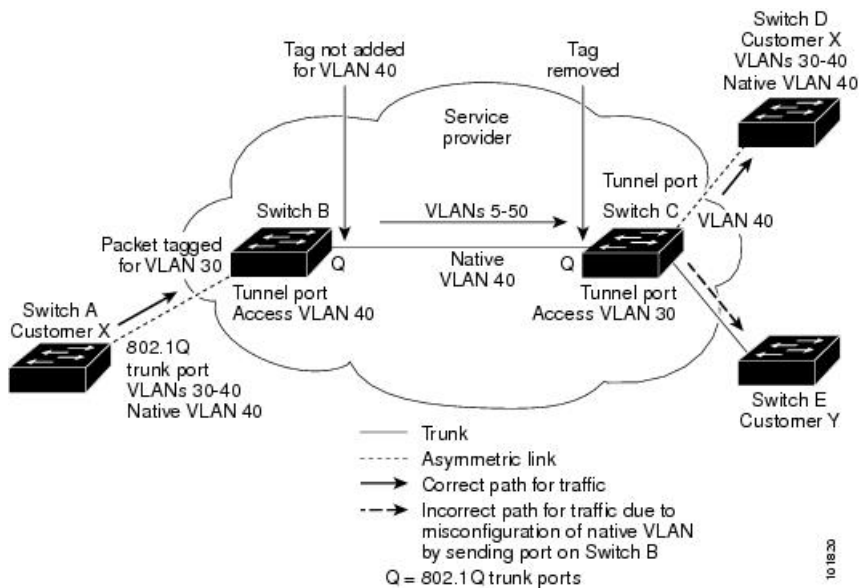 Tag not added
for VLAN 40
Tag
removed
Switch D
Customer X
VLANs 30-40
Native VLAN 40
Service
provider
Tunnel port
Switch B
VLANs 5-50
Switch C
VLAN 40
Packet tagged
for VLAN 30
Q
Native
VLAN 40
Q
Switch A
Customer X
Tunnel port
Access VLAN 40
Tunnel port
Access VLAN 30
802.1Q
trunk port
VLANs 30-40
Native VLAN 40
Switch E
Customer Y
Trunk
Asymmetric link
Correct path for traffic
Incorrect path for traffic due to
misconfiguration of native VLAN
by sending port on Switch B
Q = 802.1Q trunk ports
101820